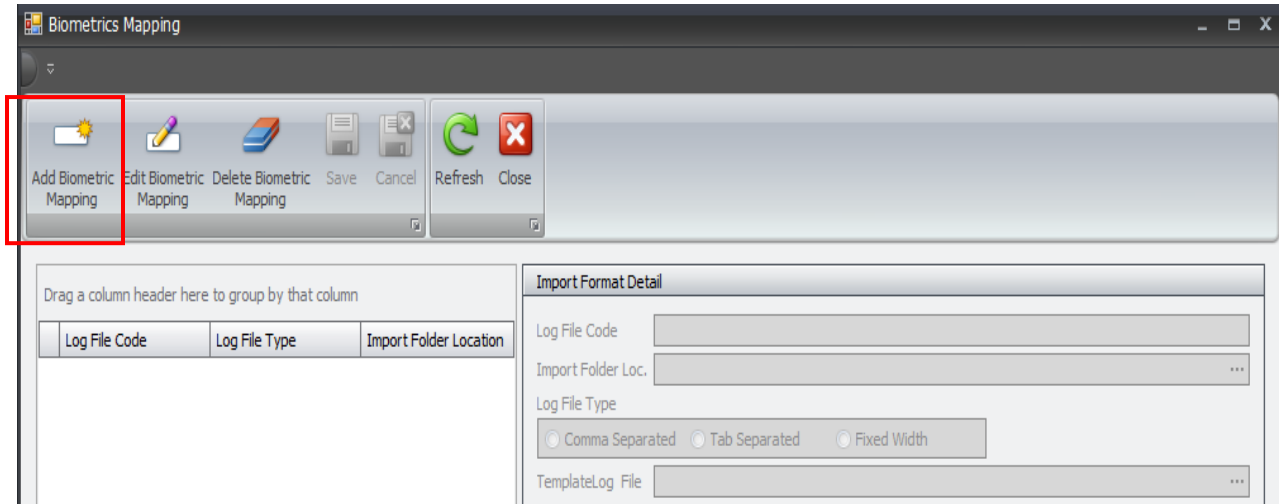 Biometrics Mapping
Add Biometric Mapping
Edit Biometric Mapping
Delete Biometric Mapping
Save
Cancel
Refresh
Close
Drag a column header here to group by that column
Log File Code
Log File Type
Import Folder Location
Import Format Detail
Log File Code
Import Folder Loc.
Log File Type
Comma Separated
Tab Separated
Fixed Width
TemplateLog File